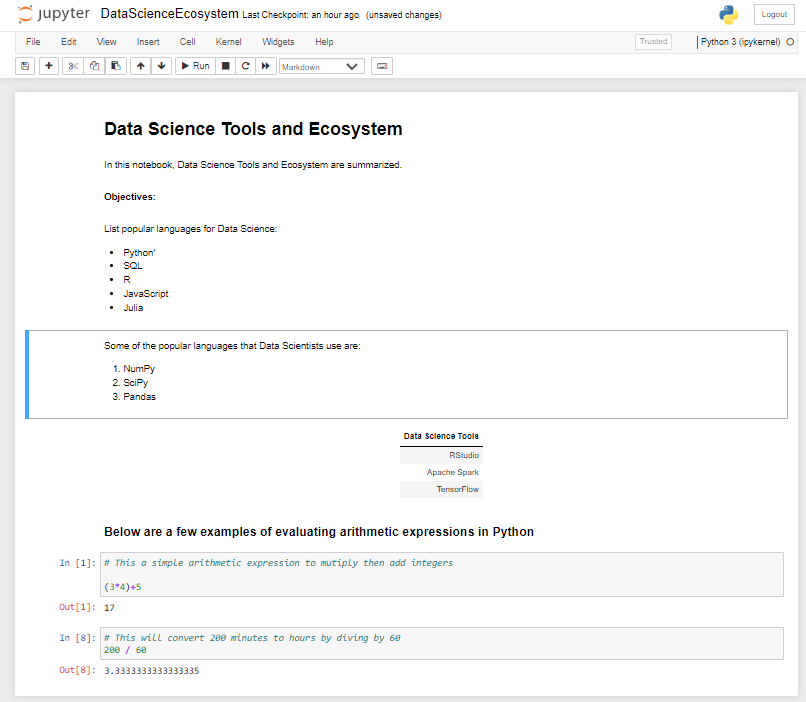 jupyter DataScienceEcosystem Last Checkpoint: an hour ago (unsaved changes) Logout
File Edit View Insert Cell Kernel Widgets Help Trusted Python 3 (ipykernel)
Run Markdown
Data Science Tools and Ecosystem
In this notebook, Data Science Tools and Ecosystem are summarized.
Objectives:
List popular languages for Data Science:
• Python'
• SQL
• R
• JavaScript
• Julia
Some of the popular languages that Data Scientists use are:
1. NumPy
2. SciPy
3. Pandas
Data Science Tools
RStudio
Apache Spark
TensorFlow
Below are a few examples of evaluating arithmetic expressions in Python
In [1]: # This a simple arithmetic expression to mutiply then add integers
(3*4)+5
Out[1]: 17
In [8]: # This will convert 200 minutes to hours by diving by 60
200 / 60
Out[8]: 3.3333333333333335